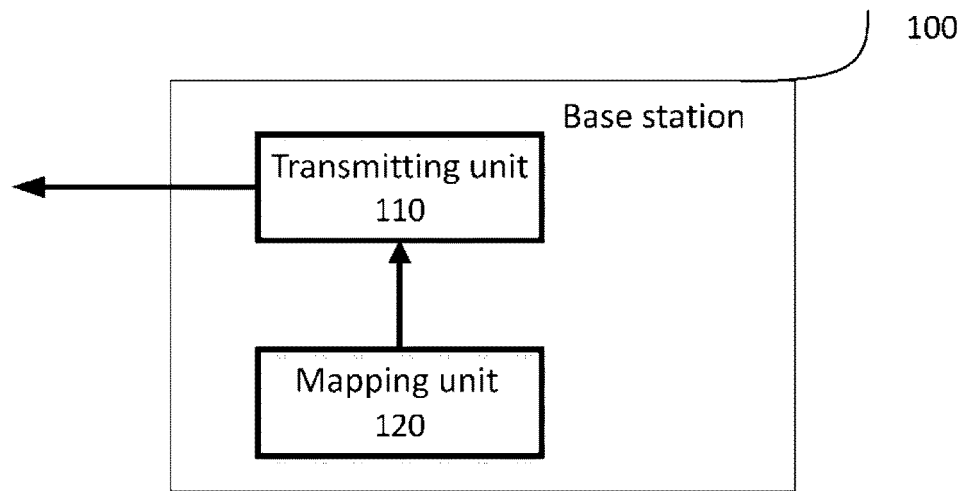 100
Base station
Transmitting unit
110
Mapping unit
120